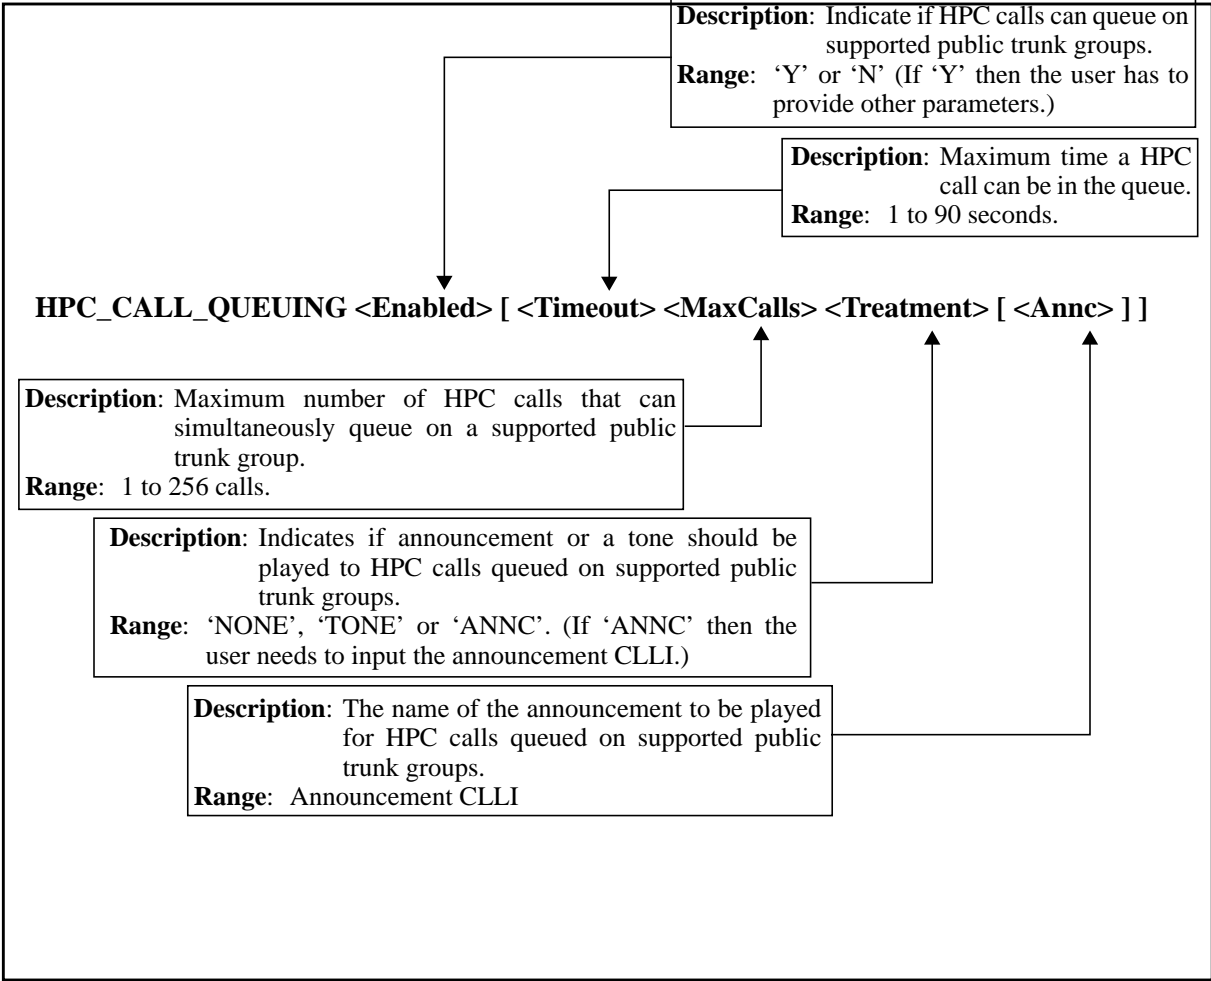 Description: Indicate if HPC calls can queue on
supported public trunk groups.
Range: ‘Y’ or ‘N’ (If ‘Y’ then the user has to
provide other parameters.)
Description: Maximum time a HPC
call can be in the queue.
Range: 1 to 90 seconds.
HPC_CALL_QUEUING <Enabled> [ <Timeout> <MaxCalls> <Treatment> [ <Annc> ] ]
Description: Maximum number of HPC calls that can
simultaneously queue on a supported public
trunk group.
Range: 1 to 256 calls.
Description: Indicates if announcement or a tone should be
played to HPC calls queued on supported public
trunk groups.
Range: ‘NONE’, ‘TONE’ or ‘ANNC’. (If ‘ANNC’ then the
user needs to input the announcement CLLI.)
Description: The name of the announcement to be played
for HPC calls queued on supported public
trunk groups.
Range: Announcement CLLI